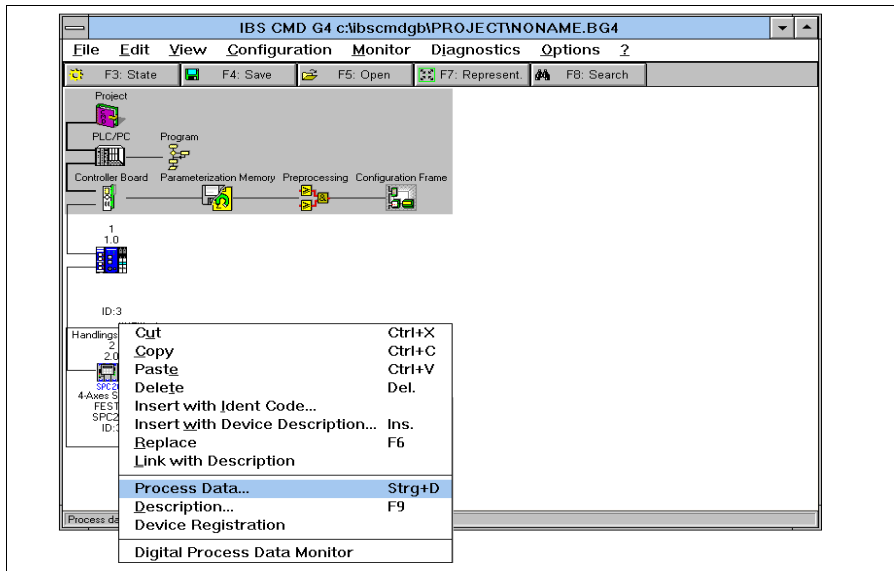 IBS CMD G4 c:\ibscmdgb\PROJECT\NONAME.BG4
File Edit View Configuration Monitor Diagnostics Options ?
F3: State F4: Save F5: Open F7: Represent. F8: Search
Project
PLC/PC Program
Controller Board Parameterization Memory Preprocessing Configuration Frame
1
1.0
ID:3
Handlings
2
2.0
SPC2
4-Axes S
FEST
SPC2
ID:
Cut Ctrl+X
Copy Ctrl+C
Paste Ctrl+V
Delete Del.
Insert with Ident Code...
Insert with Device Description... Ins.
Replace F6
Link with Description
Process Data... Strg+D
Description... F9
Device Registration
Digital Process Data Monitor
Process da